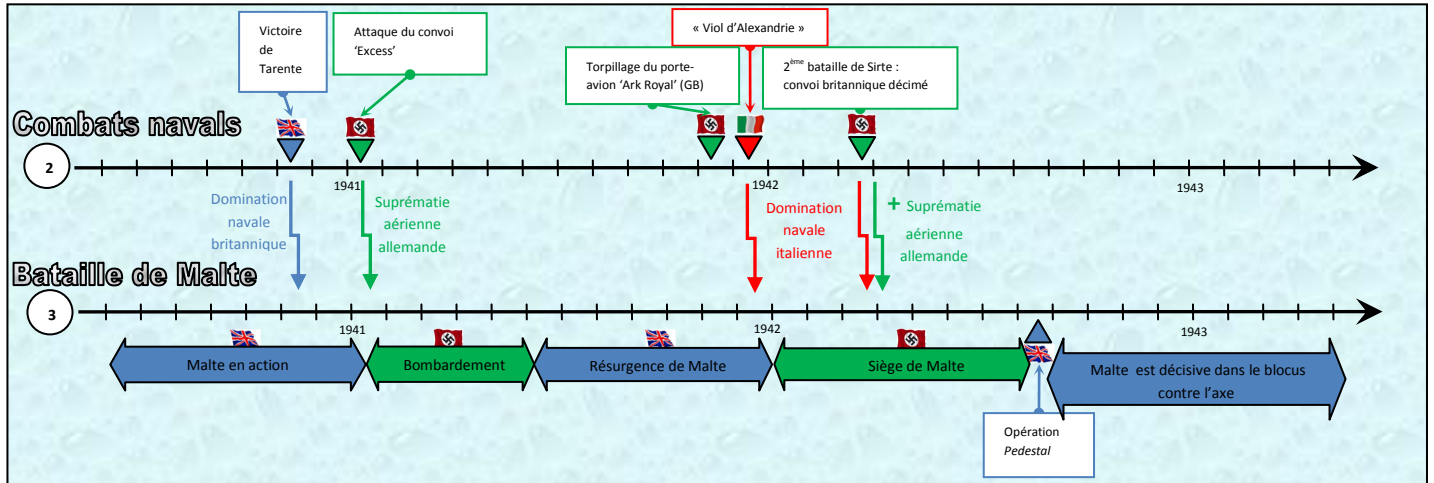 Victoire
de
Tarente
Attaque du convoi
‘Excess’
« Viol d’Alexandrie »
Torpillage du porte-
avion ‘Ark Royal’ (GB)
2ème bataille de Sirte :
convoi britannique décimé
Combats navals
2
1941
1942
1943
Domination
navale
britannique
Suprématie
aérienne
allemande
Domination
navale
italienne
+ Suprématie
aérienne
allemande
Bataille de Malte
3
1941
1942
1943
Malte en action
Bombardement
Résurgence de Malte
Siège de Malte
Malte est décisive dans le blocus
contre l’axe
Opération
Pedestal